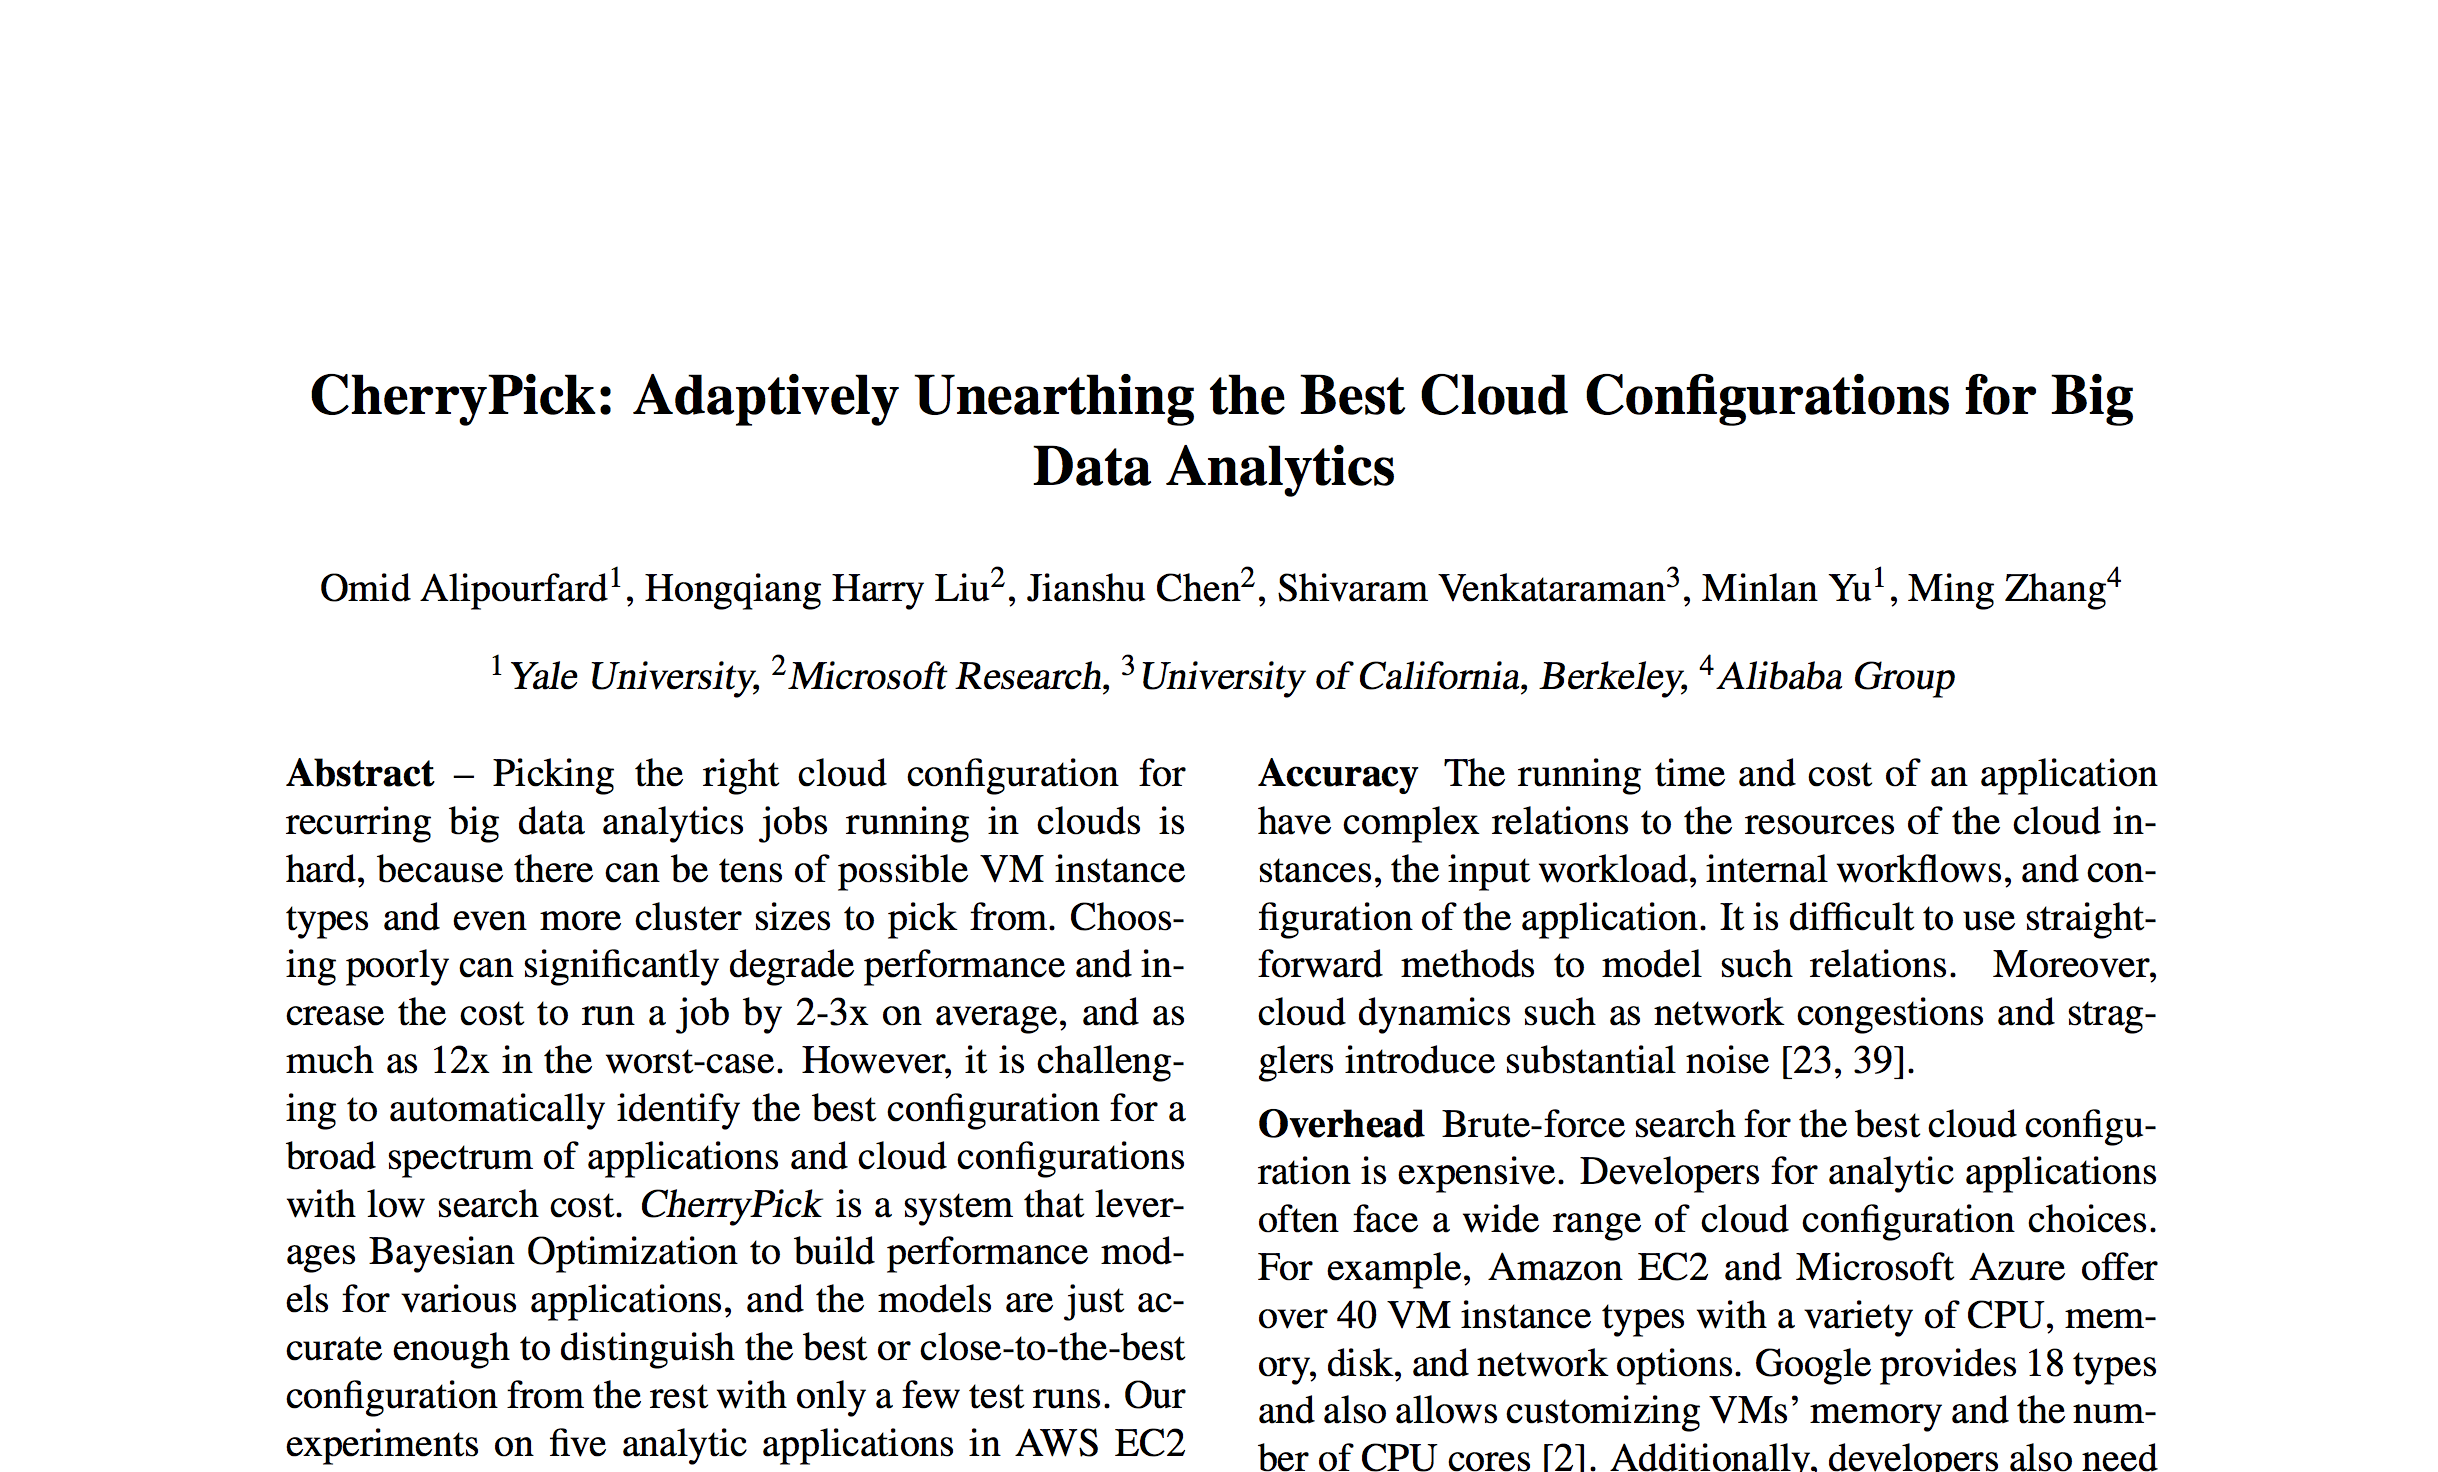 CherryPick: Adaptively Unearthing the Best Cloud Configurations for Big
Data Analytics
Omid Alipourfard1, Hongqiang Harry Liu2, Jianshu Chen2, Shivaram Venkataraman3, Minlan Yu1, Ming Zhang4
1 Yale University, 2Microsoft Research, 3University of California, Berkeley, 4Alibaba Group
Abstract – Picking the right cloud configuration for
recurring big data analytics jobs running in clouds is
hard, because there can be tens of possible VM instance
types and even more cluster sizes to pick from. Choos-
ing poorly can significantly degrade performance and in-
crease the cost to run a job by 2-3x on average, and as
much as 12x in the worst-case. However, it is challeng-
ing to automatically identify the best configuration for a
broad spectrum of applications and cloud configurations
with low search cost. CherryPick is a system that lever-
ages Bayesian Optimization to build performance mod-
els for various applications, and the models are just ac-
curate enough to distinguish the best or close-to-the-best
configuration from the rest with only a few test runs. Our
experiments on five analytic applications in AWS EC2
Accuracy The running time and cost of an application
have complex relations to the resources of the cloud in-
stances, the input workload, internal workflows, and con-
figuration of the application. It is difficult to use straight-
forward methods to model such relations. Moreover,
cloud dynamics such as network congestions and strag-
glers introduce substantial noise [23, 39].
Overhead Brute-force search for the best cloud configu-
ration is expensive. Developers for analytic applications
often face a wide range of cloud configuration choices.
For example, Amazon EC2 and Microsoft Azure offer
over 40 VM instance types with a variety of CPU, mem-
ory, disk, and network options. Google provides 18 types
and also allows customizing VMs’ memory and the num-
ber of CPU cores [2]. Additionally, developers also need